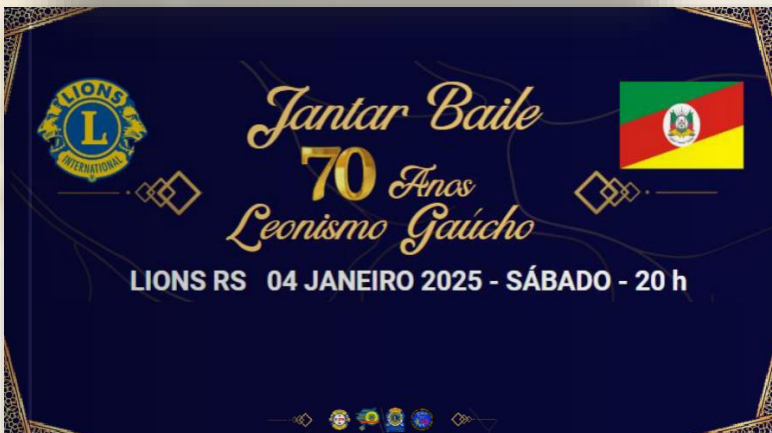 LIONS
L
INTERNATIONAL
Jantar Baile
70 Anos
Leonismo Gaúcho
LIONS RS 04 JANEIRO 2025 - SÁBADO - 20 h